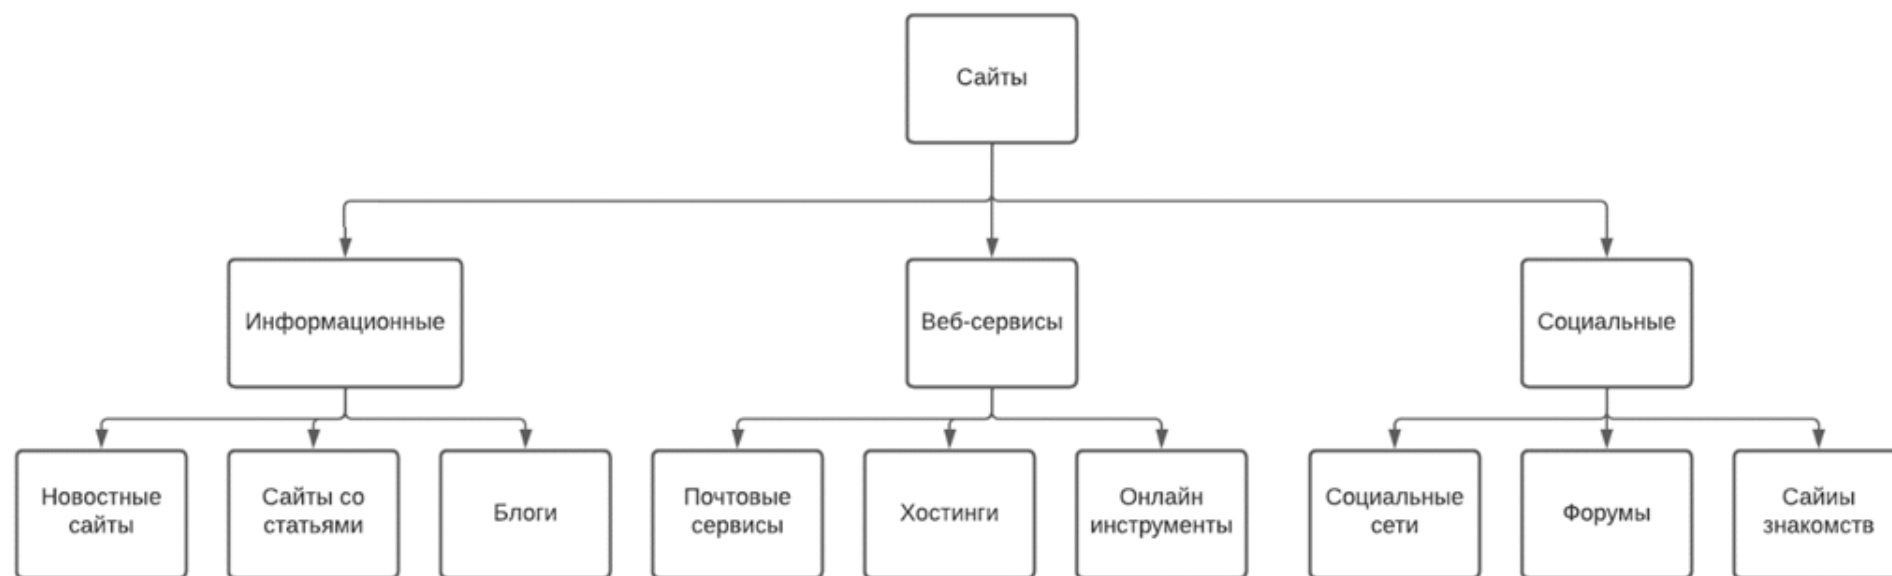 Сайты
Информационные
Веб-сервисы
Социальные
Новостные
сайты
Сайты со
статьями
Блоги
Почтовые
сервисы
Хостинги
Онлайн
инструменты
Социальные
сети
Форумы
Сайиы
знакомств